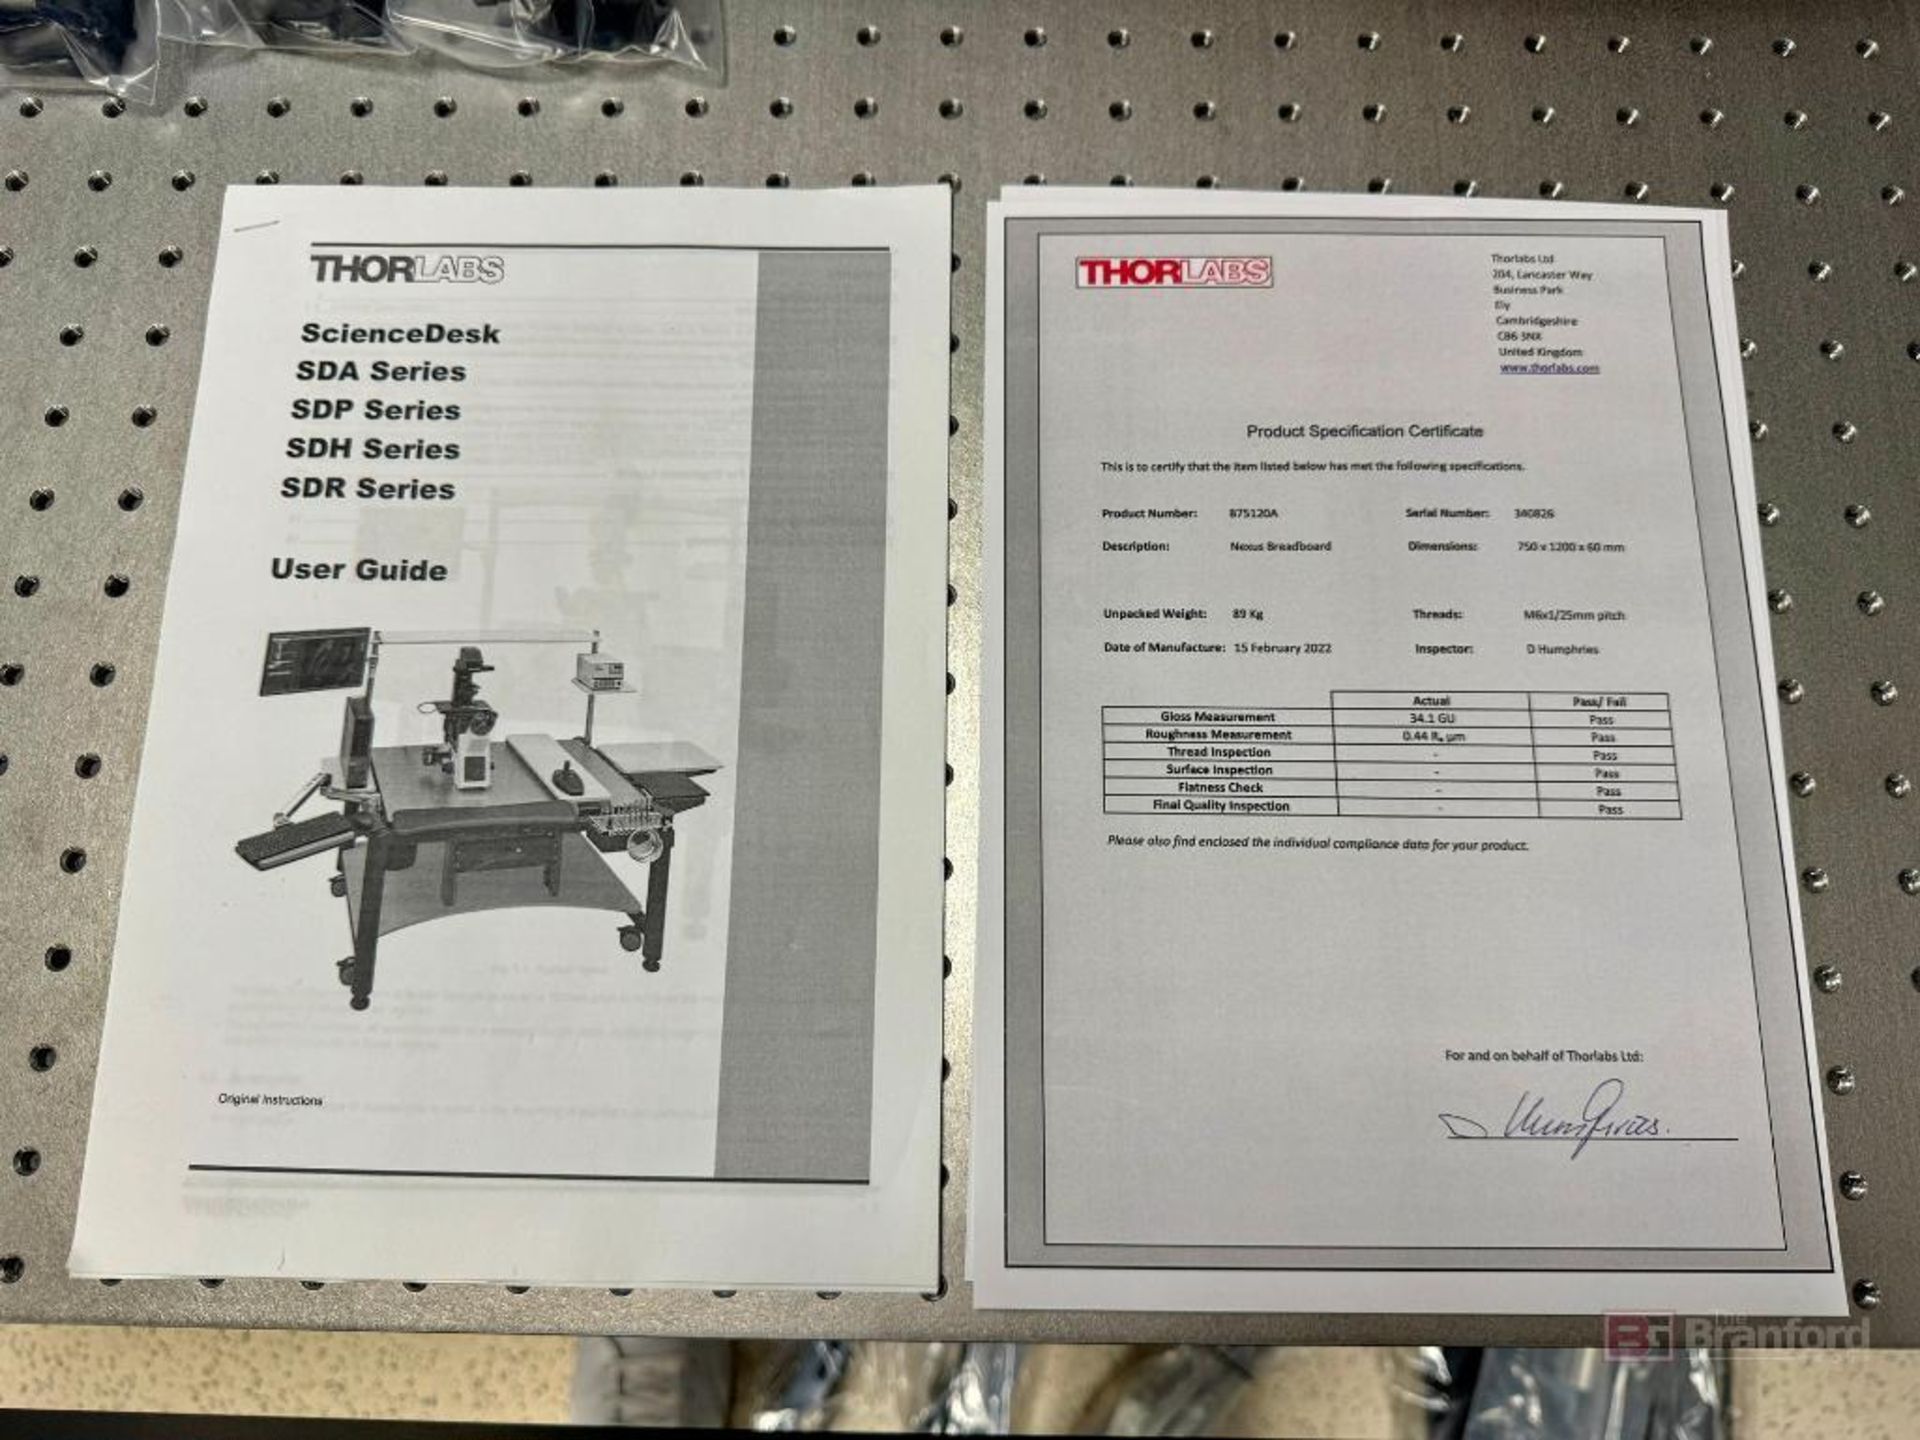 THORLABS
ScienceDesk
SDA Series
SDP Series
SDH Series
SDR Series
User Guide
Original Instructions
THORLABS
Thorlabs Ltd
204, Lancaster Way
Business Park
Ely
Cambridgeshire
CB6 3NX
United Kingdom
www.thorlabs.com
Product Specification Certificate
This is to certify that the item listed below has met the following specifications.
Product Number: B75120A Serial Number: 340826
Description: Nexus Breadboard Dimensions: 750 x 1200 x 60 mm
Unpacked Weight: 89 Kg Threads: M6x1/25mm pitch
Date of Manufacture: 15 February 2022 Inspector: D Humphries
Actual Pass/ Fail
Gloss Measurement 34.1 GU Pass
Roughness Measurement 0.44 Rₐ µm Pass
Thread Inspection - Pass
Surface Inspection - Pass
Flatness Check - Pass
Final Quality Inspection - Pass
Please also find enclosed the individual compliance data for your product.
For and on behalf of Thorlabs Ltd:
D Humphries.
The
Branford